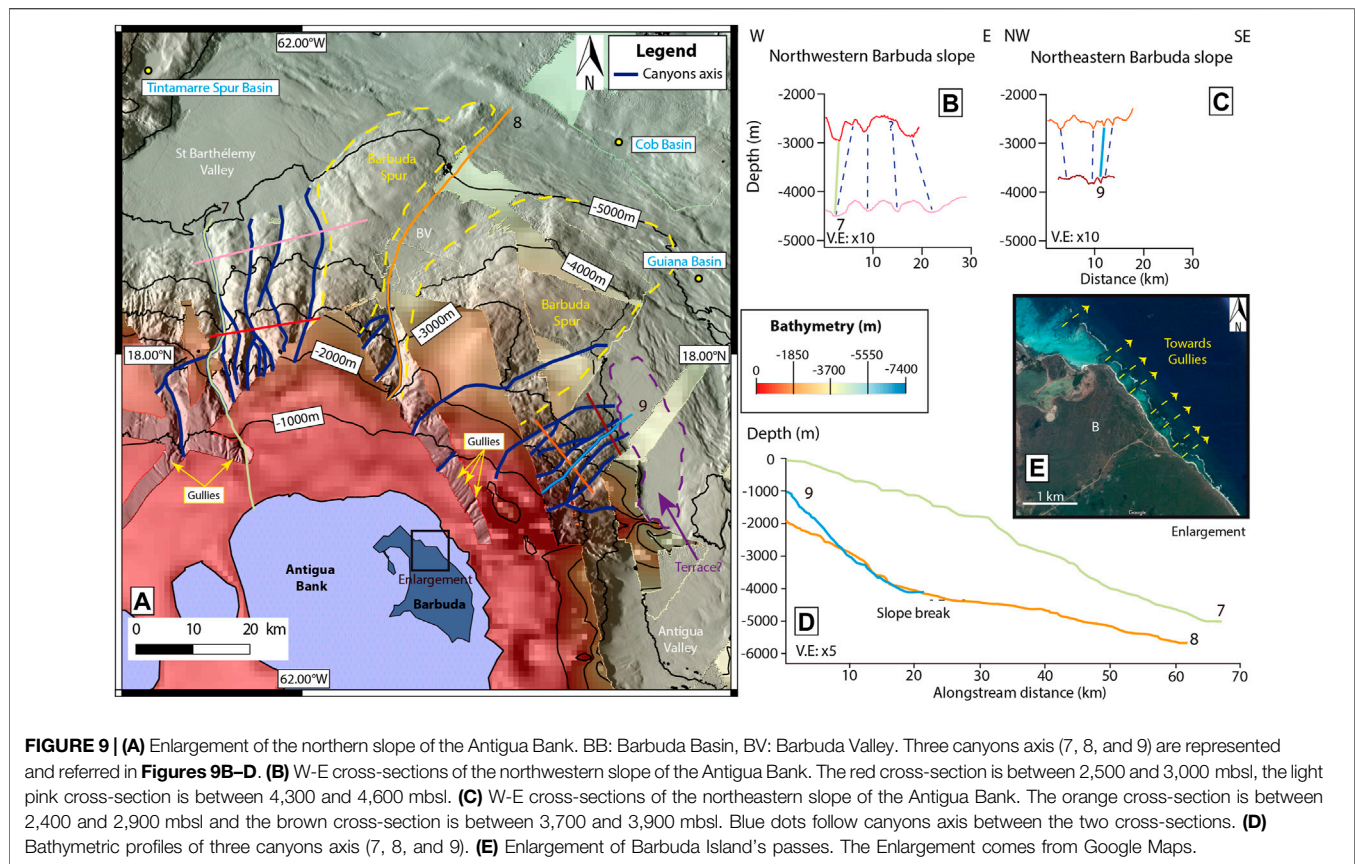 62.00°W
Legend
Canyons axis
N
Tintamarre Spur Basin
St Barthélemy
Valley
8
Barbuda
Spur
Cob Basin
7
-5000m
BV
Guiana Basin
-4000m
Barbuda
Spur
-3000m
18.00°N
-2000m
18.00°N
9
-1000m
Gullies
Gullies
Terrace?
Antigua
Bank
Enlargement
Barbuda
Antigua
Valley
A
0 10 20 km
62.00°W
W E
Northwestern Barbuda slope
-2000
B
?
-3000
Depth (m)
-4000
7
V.E: x10
-5000
10 20 30
NW SE
Northeastern Barbuda slope
-2000
C
-3000
-4000
9
V.E: x10
-5000
10 20 30
Distance (km)
Bathymetry (m)
-1850 -5550
0 -3700 -7400
N
Towards
Gullies
B
E
1 km
Google
Enlargement
Depth (m)
0
-1000
9
-2000
-3000
-4000
Slope break
7
-5000
D
8
-6000
V.E: x5
10 20 30 40 50 60 70
Alongstream distance (km)
FIGURE 9 | (A) Enlargement of the northern slope of the Antigua Bank. BB: Barbuda Basin, BV: Barbuda Valley. Three canyons axis (7, 8, and 9) are represented
and referred in Figures 9B–D. (B) W-E cross-sections of the northwestern slope of the Antigua Bank. The red cross-section is between 2,500 and 3,000 mbsl, the light
pink cross-section is between 4,300 and 4,600 mbsl. (C) W-E cross-sections of the northeastern slope of the Antigua Bank. The orange cross-section is between
2,400 and 2,900 mbsl and the brown cross-section is between 3,700 and 3,900 mbsl. Blue dots follow canyons axis between the two cross-sections. (D)
Bathymetric profiles of three canyons axis (7, 8, and 9). (E) Enlargement of Barbuda Island's passes. The Enlargement comes from Google Maps.